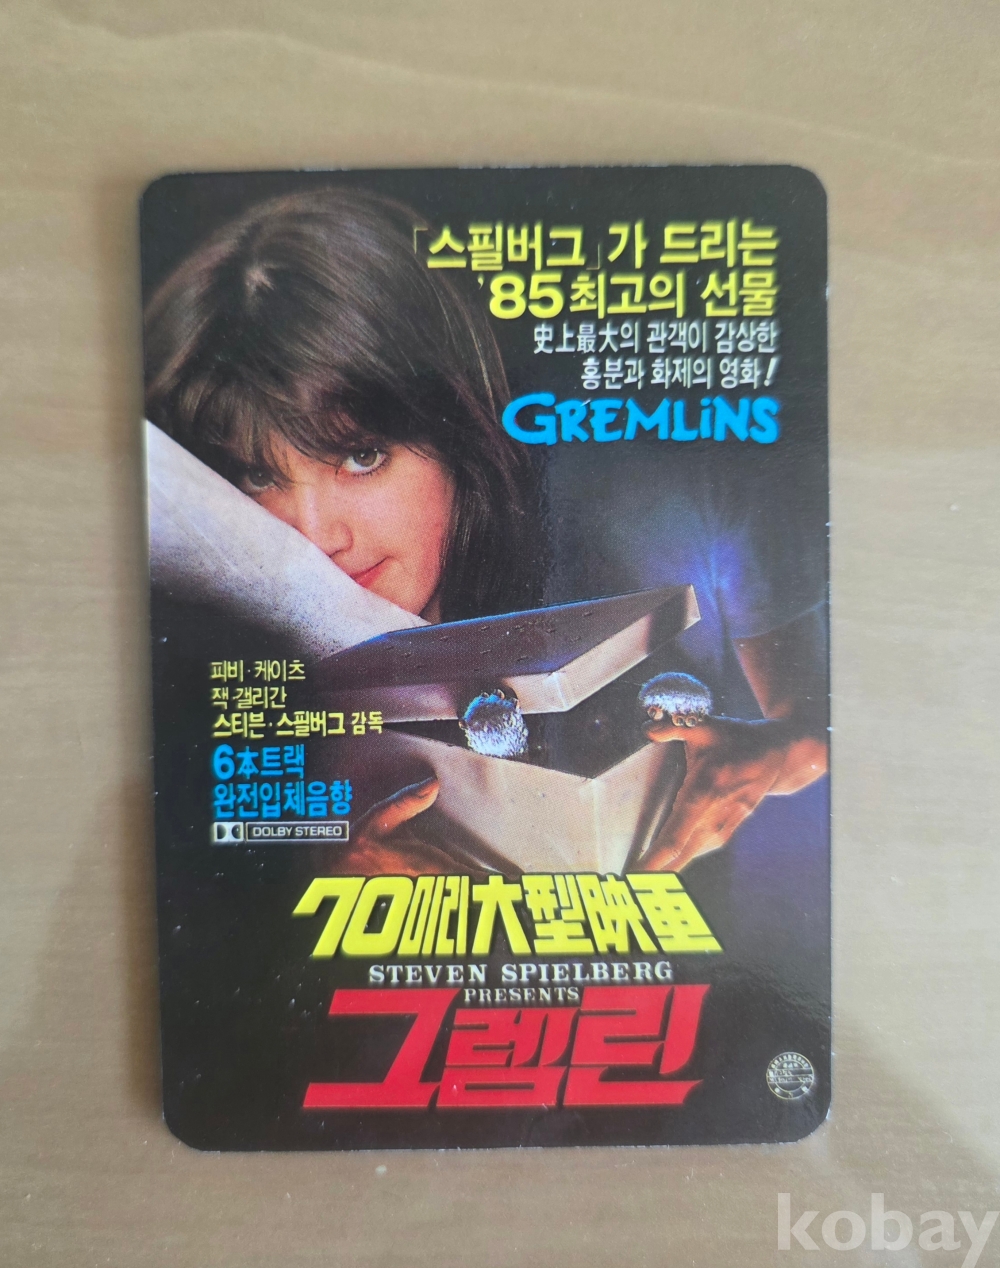 「스필버그」가 드리는
'85 최고의 선물
史上最大의 관객이 감상한
흥분과 화제의 영화!
GREMLiNS
피비·케이츠
잭·갤리간
스티븐·스필버그 감독
6本트랙
완전입체음향
DOLBY STEREO
70미리大型映画
STEVEN SPIELBERG
PRESENTS
그렘린
kobay